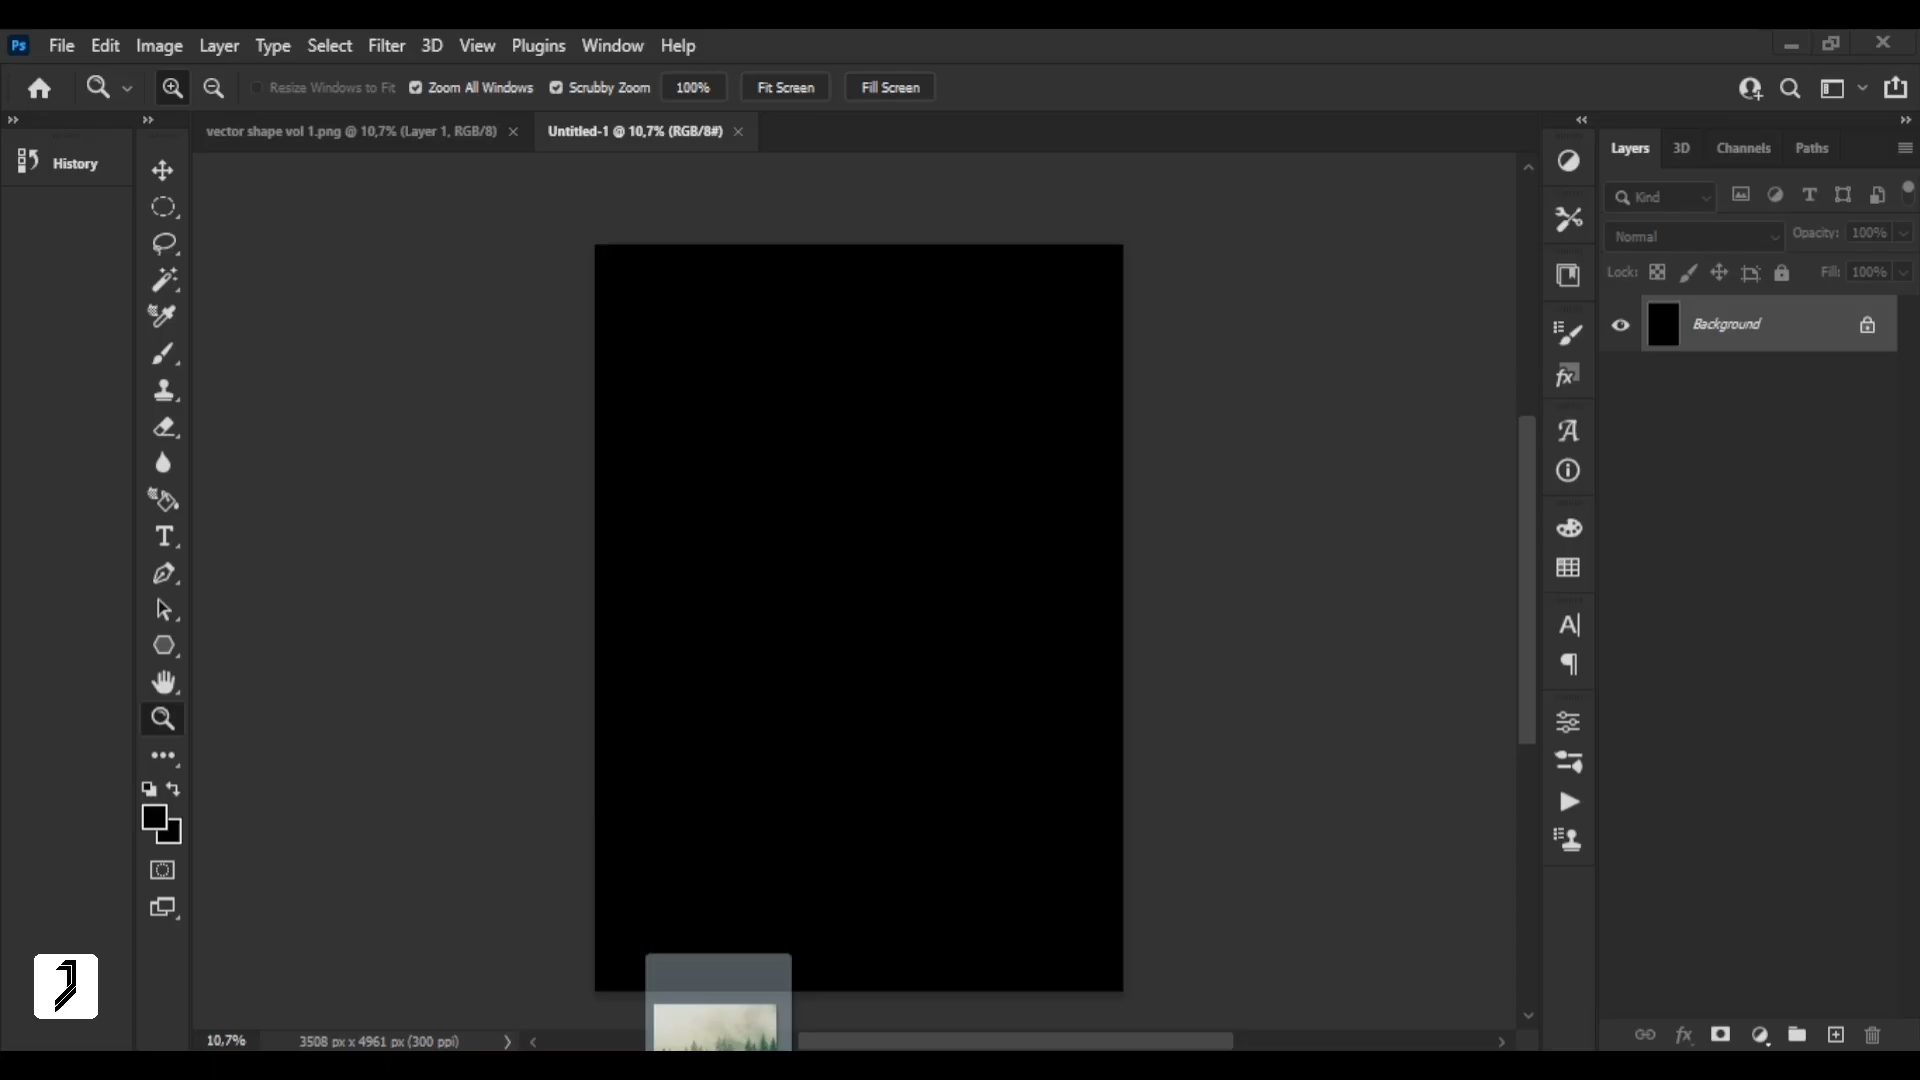 Ps File Edit Image Layer Type Select Filter 3D View Plugins Window Help
Resize Windows to Fit Zoom All Windows Scrubby Zoom 100% Fit Screen Fill Screen
vector shape vol 1.png @ 10,7% (Layer 1, RGB/8) Untitled-1 @ 10,7% (RGB/8#)
History
Layers 3D Channels Paths
Kind
Normal Opacity: 100%
Lock: Fill: 100%
Background
10,7% 3508 px x 4961 px (300 ppi)